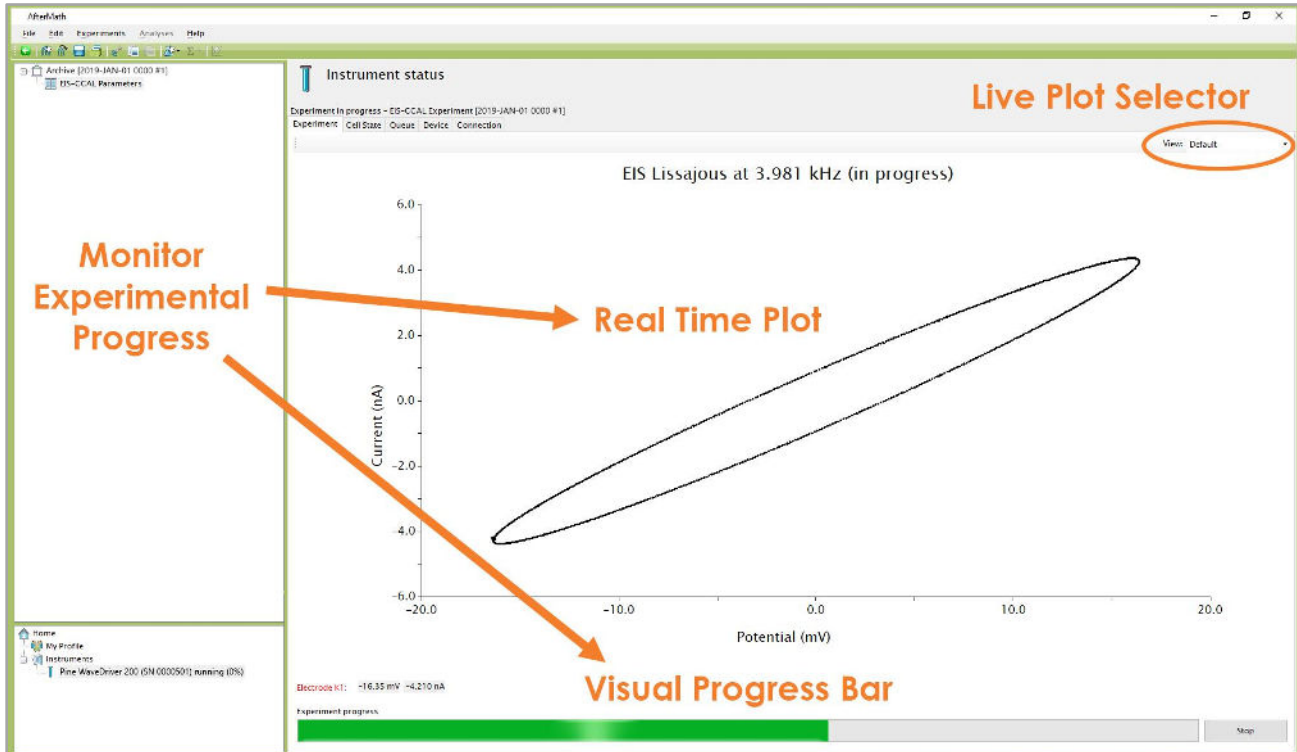 AfterMath
File Edit Experiments Analyses Help
Archive [2019-JAN-01 0000 #1]
EIS-CCAL Parameters
Instrument status
Experiment in progress - EIS-CCAL Experiment [2019-JAN-01 0000 #1]
Experiment Cell State Queue Device Connection
Live Plot Selector
View: Default
EIS Lissajous at 3.981 kHz (in progress)
Monitor
Experimental
Progress
Real Time Plot
6.0
4.0
2.0
0.0
-2.0
-4.0
-6.0
Current (nA)
-20.0 -10.0 0.0 10.0 20.0
Potential (mV)
Home
My Profile
Instruments
Pine WaveDriver 200 (SN 0000501) running (0%)
Visual Progress Bar
Electrode K1: -16.35 mV -4.210 nA
Experiment progress
Stop